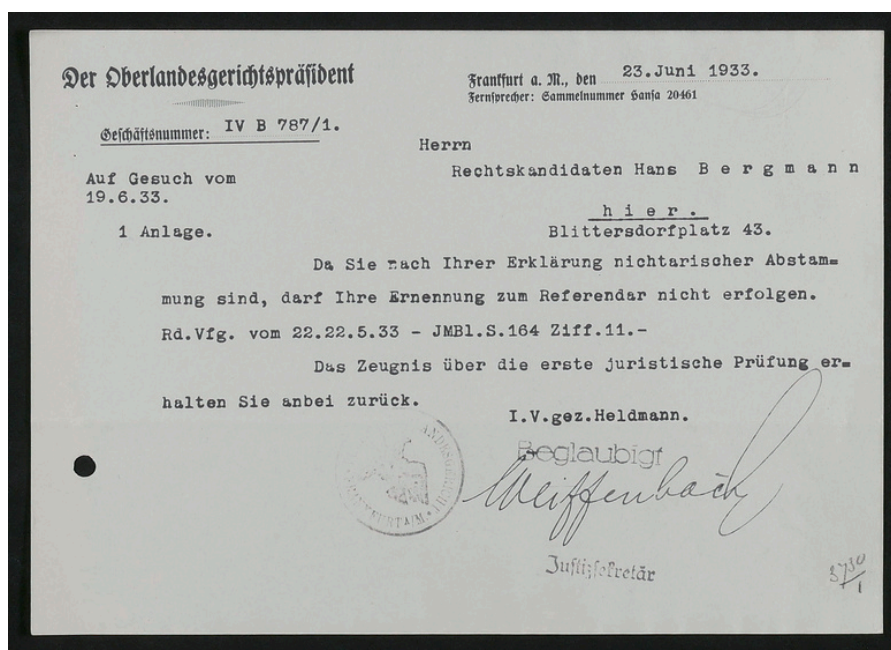 Der Oberlandesgerichtspräsident
Frankfurt a. M., den 23.Juni 1933.
Fernsprecher: Sammelnummer Hansa 20461
Geschäftsnummer: IV B 787/1.
Herrn
Rechtskandidaten Hans B e r g m a n n
Auf Gesuch vom
19.6.33.
h i e r .
1 Anlage.
Blittersdorfplatz 43.
Da Sie nach Ihrer Erklärung nichtarischer Abstam=
mung sind, darf Ihre Ernennung zum Referendar nicht erfolgen.
Rd.Vfg. vom 22.22.5.33 - JMBl.S.164 Ziff.11.-
Das Zeugnis über die erste juristische Prüfung er=
halten Sie anbei zurück.
I.V.gez.Heldmann.
Beglaubigt
Weiffenbach
Justizsekretär
3730/1